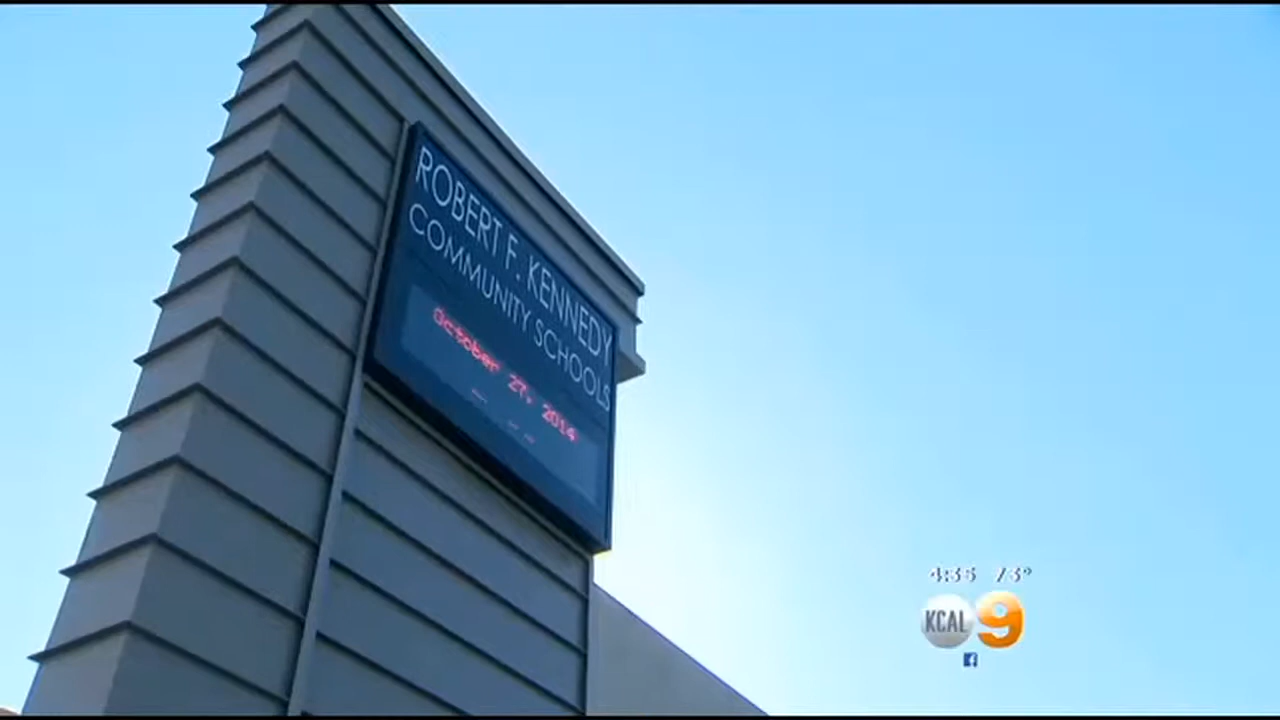 ROBERT F. KENNEDY
COMMUNITY SCHOOLS
October 27, 2014
4:35 73°
KCAL 9